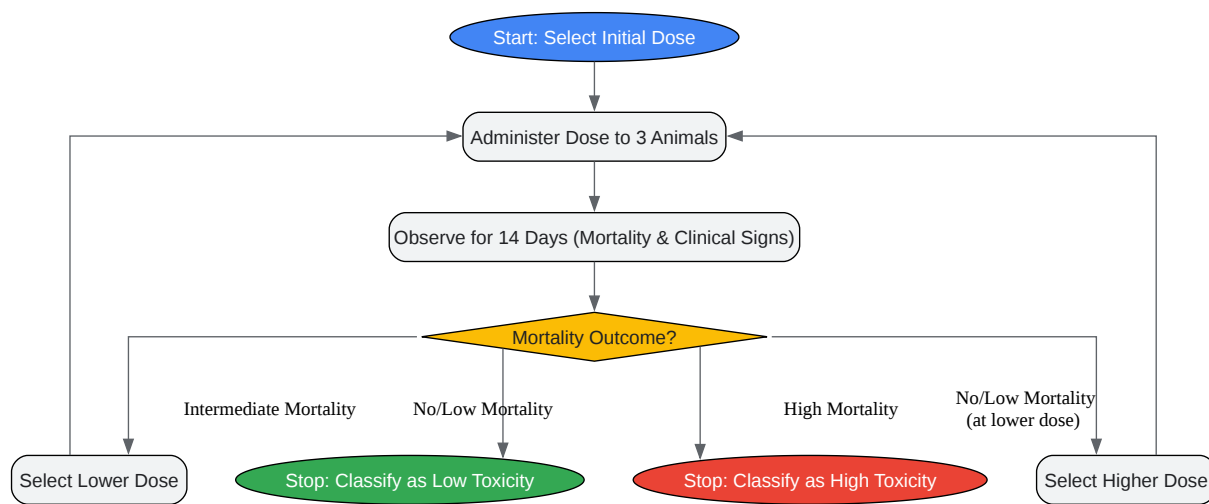 Start: Select Initial Dose
Administer Dose to 3 Animals
Observe for 14 Days (Mortality & Clinical Signs)
Mortality Outcome?
Intermediate Mortality
No/Low Mortality
High Mortality
No/Low Mortality
(at lower dose)
Select Lower Dose
Stop: Classify as Low Toxicity
Stop: Classify as High Toxicity
Select Higher Dose